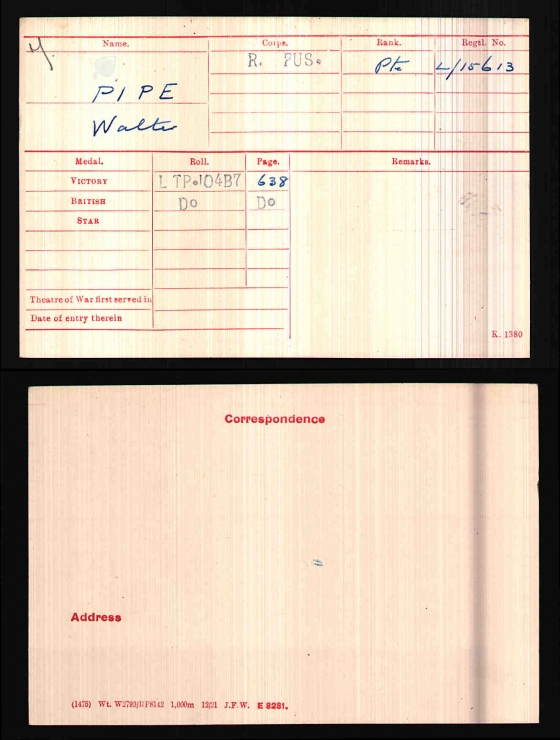 Name. Corps. Rank. Regtl. No.
R. FUS. Pte L/15613
PIPE
Walter
Medal. Roll. Page. Remarks.
VICTORY L TP.104B7 638
BRITISH Do Do
STAR
Theatre of War first served in
Date of entry therein
K. 1380
Correspondence
Address
(1475) Wt. W2793/RP8142 1,000m 12/21 J.F.W. E 8281.